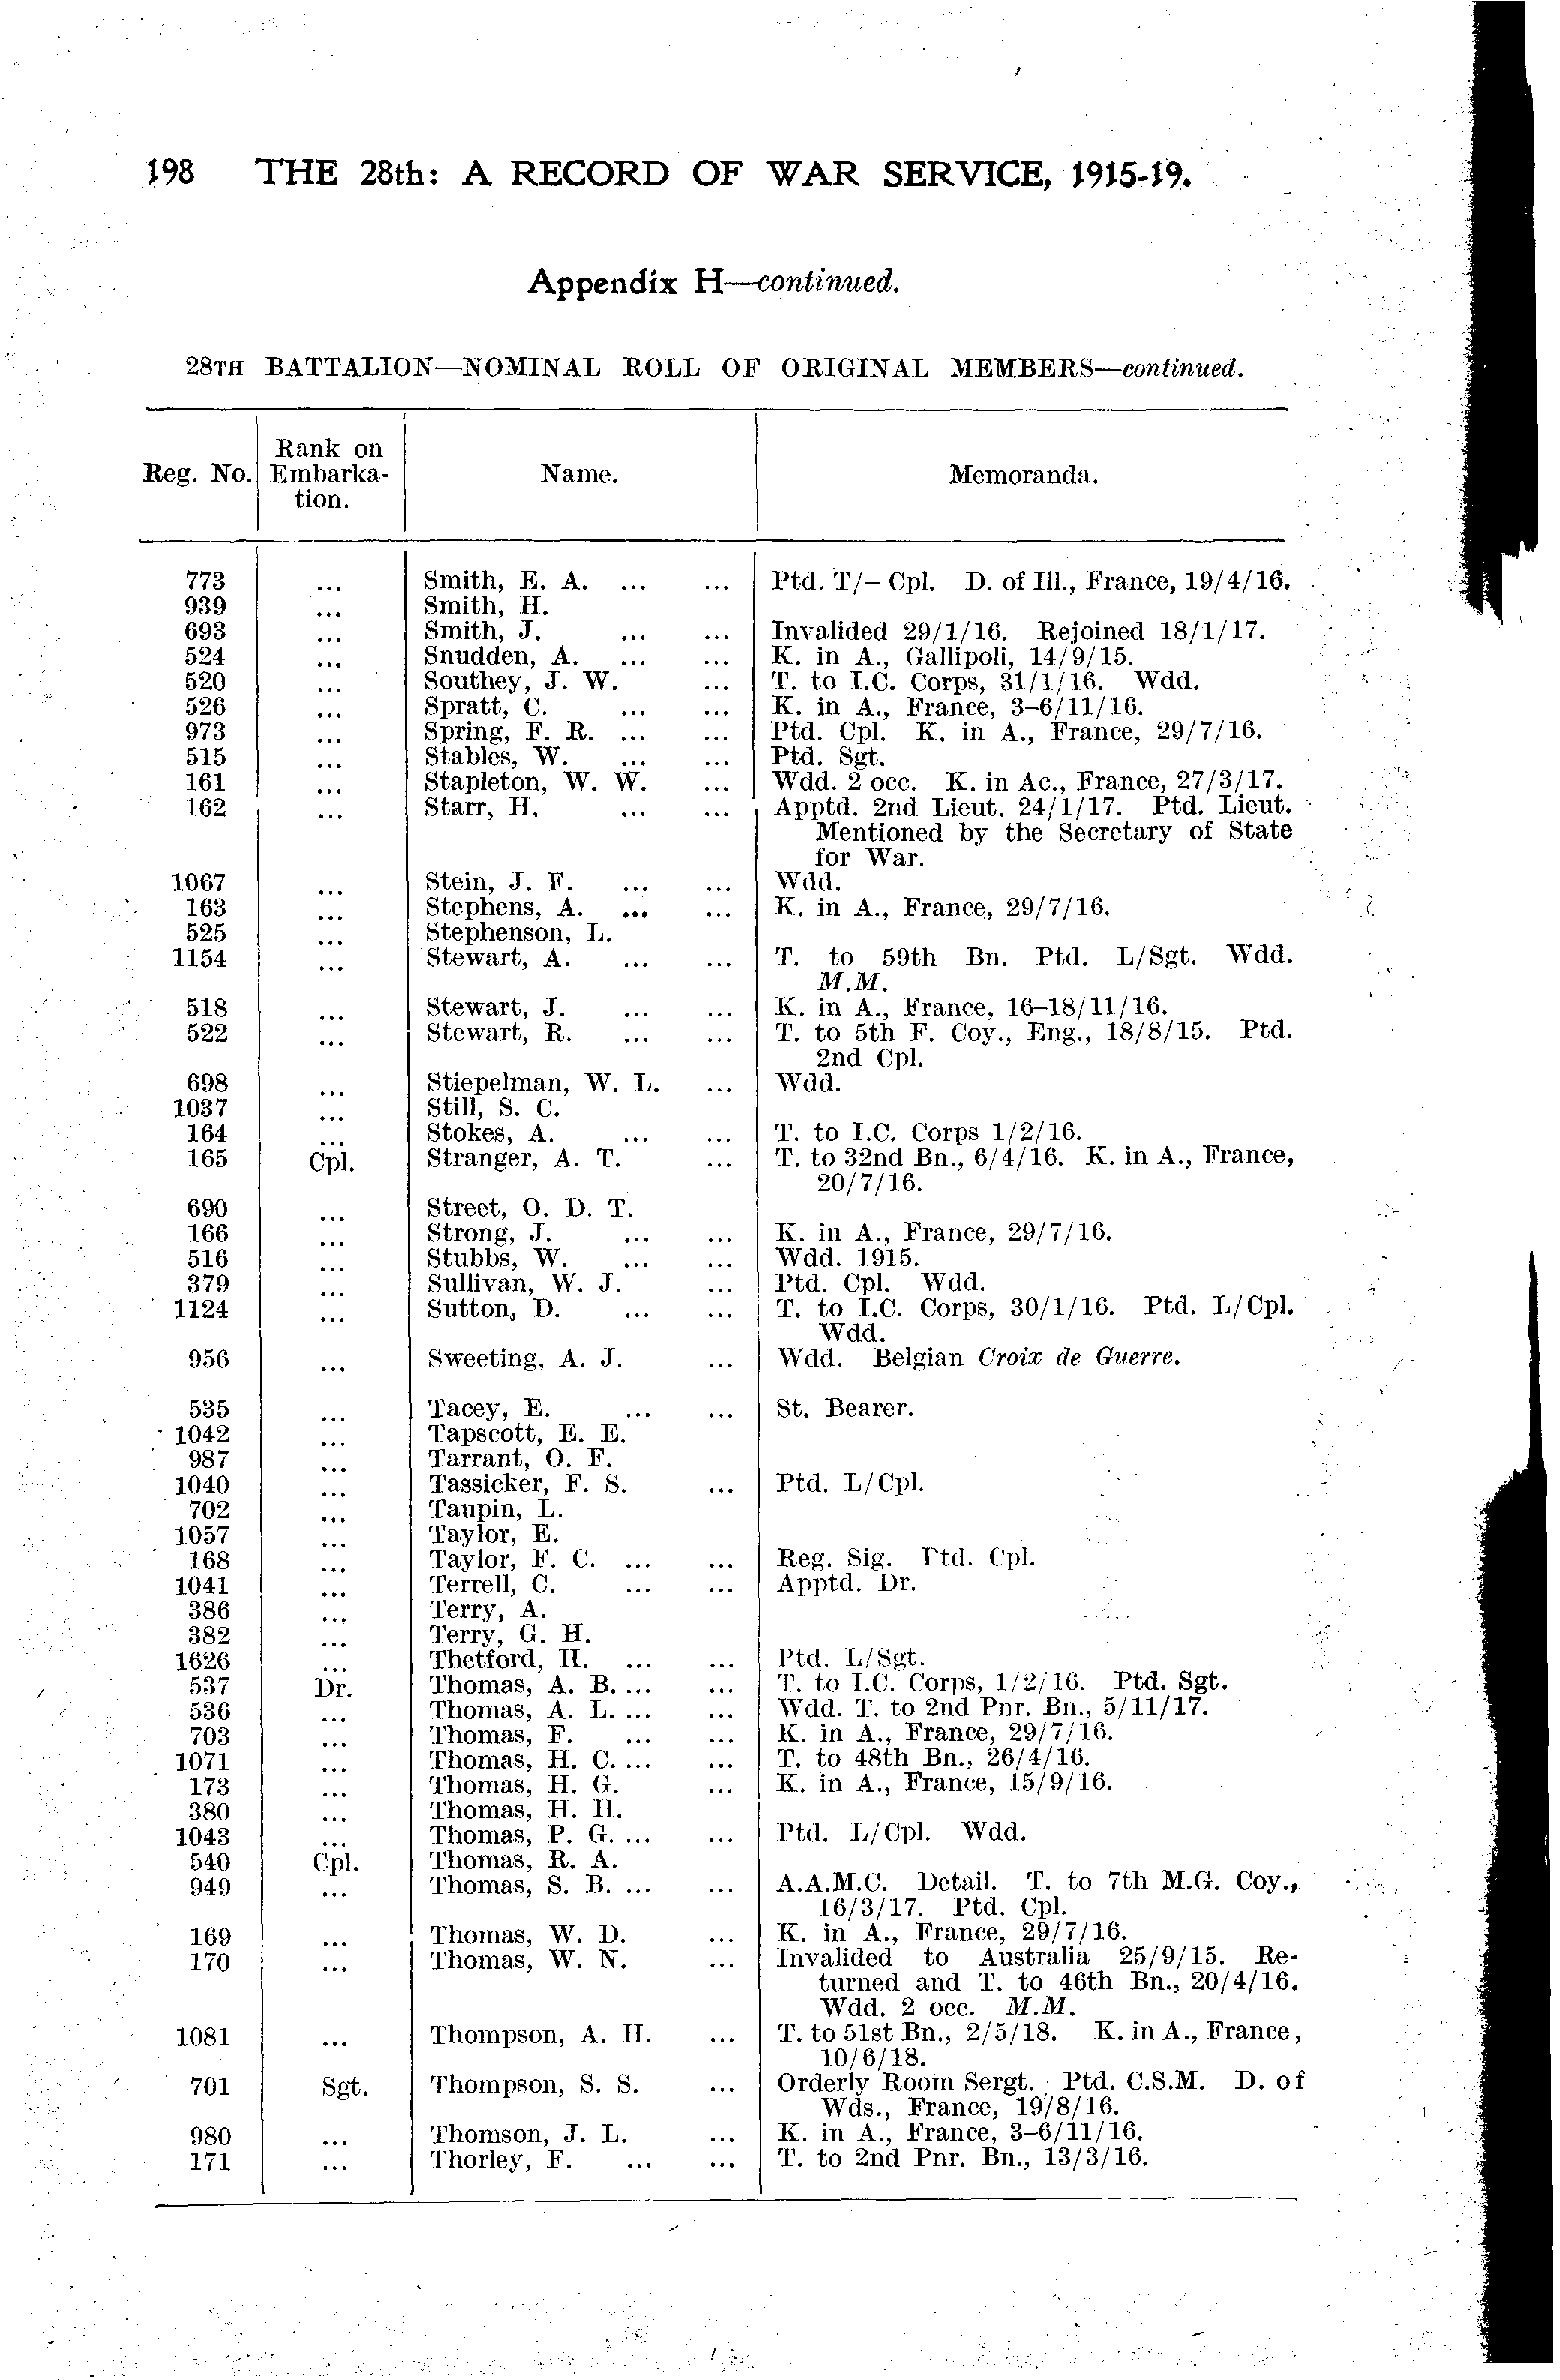 198 THE 28th: A RECORD OF WAR SERVICE, 1915-19.
Appendix H—continued.
28TH BATTALION—NOMINAL ROLL OF ORIGINAL MEMBERS—continued.
Reg. No. Rank on Embarka- tion. Name. Memoranda.
773 ... Smith, E. A. ... ... Ptd. T/- Cpl. D. of Ill., France, 19/4/16.
939 ... Smith, H.
693 ... Smith, J. ... ... Invalided 29/1/16. Rejoined 18/1/17.
524 ... Snudden, A. ... ... K. in A., Gallipoli, 14/9/15.
520 ... Southey, J. W. ... T. to I.C. Corps, 31/1/16. Wdd.
526 ... Spratt, C. ... ... K. in A., France, 3-6/11/16.
973 ... Spring, F. R. ... ... Ptd. Cpl. K. in A., France, 29/7/16.
515 ... Stables, W. ... ... Ptd. Sgt.
161 ... Stapleton, W. W. ... Wdd. 2 occ. K. in Ac., France, 27/3/17.
162 ... Starr, H. ... ... Apptd. 2nd Lieut. 24/1/17. Ptd. Lieut.
Mentioned by the Secretary of State
for War.
1067 ... Stein, J. F. ... ... Wdd.
163 ... Stephens, A. ... ... K. in A., France, 29/7/16.
525 ... Stephenson, L.
1154 ... Stewart, A. ... ... T. to 59th Bn. Ptd. L/Sgt. Wdd.
M.M.
518 ... Stewart, J. ... ... K. in A., France, 16-18/11/16.
522 ... Stewart, R. ... ... T. to 5th F. Coy., Eng., 18/8/15. Ptd.
2nd Cpl.
698 ... Stiepelman, W. L. ... Wdd.
1037 ... Still, S. C.
164 ... Stokes, A. ... ... T. to I.C. Corps 1/2/16.
165 Cpl. Stranger, A. T. ... T. to 32nd Bn., 6/4/16. K. in A., France,
20/7/16.
690 ... Street, O. D. T.
166 ... Strong, J. ... ... K. in A., France, 29/7/16.
516 ... Stubbs, W. ... ... Wdd. 1915.
379 ... Sullivan, W. J. ... Ptd. Cpl. Wdd.
1124 ... Sutton, D. ... ... T. to I.C. Corps, 30/1/16. Ptd. L/Cpl.
Wdd.
956 ... Sweeting, A. J. ... Wdd. Belgian Croix de Guerre.
535 ... Tacey, E. ... ... St. Bearer.
1042 ... Tapscott, E. E.
987 ... Tarrant, O. F.
1040 ... Tassicker, F. S. ... Ptd. L/Cpl.
702 ... Taupin, L.
1057 ... Taylor, E.
168 ... Taylor, F. C. ... ... Reg. Sig. Ptd. Cpl.
1041 ... Terrell, C. ... ... Apptd. Dr.
386 ... Terry, A.
382 ... Terry, G. H.
1626 ... Thetford, H. ... ... Ptd. L/Sgt.
537 Dr. Thomas, A. B. ... ... T. to I.C. Corps, 1/2/16. Ptd. Sgt.
536 ... Thomas, A. L. ... ... Wdd. T. to 2nd Pnr. Bn., 5/11/17.
703 ... Thomas, F. ... ... K. in A., France, 29/7/16.
1071 ... Thomas, H. C. ... ... T. to 48th Bn., 26/4/16.
173 ... Thomas, H. G. ... K. in A., France, 15/9/16.
380 ... Thomas, H. H.
1043 ... Thomas, P. G. ... ... Ptd. L/Cpl. Wdd.
540 Cpl. Thomas, R. A.
949 ... Thomas, S. B. ... ... A.A.M.C. Detail. T. to 7th M.G. Coy.,
16/3/17. Ptd. Cpl.
169 ... Thomas, W. D. ... K. in A., France, 29/7/16.
170 ... Thomas, W. N. ... Invalided to Australia 25/9/15. Re-
turned and T. to 46th Bn., 20/4/16.
Wdd. 2 occ. M.M.
1081 ... Thompson, A. H. ... T. to 51st Bn., 2/5/18. K. in A., France,
10/6/18.
701 Sgt. Thompson, S. S. ... Orderly Room Sergt. Ptd. C.S.M. D. of
Wds., France, 19/8/16.
980 ... Thomson, J. L. ... K. in A., France, 3-6/11/16.
171 ... Thorley, F. ... ... T. to 2nd Pnr. Bn., 13/3/16.